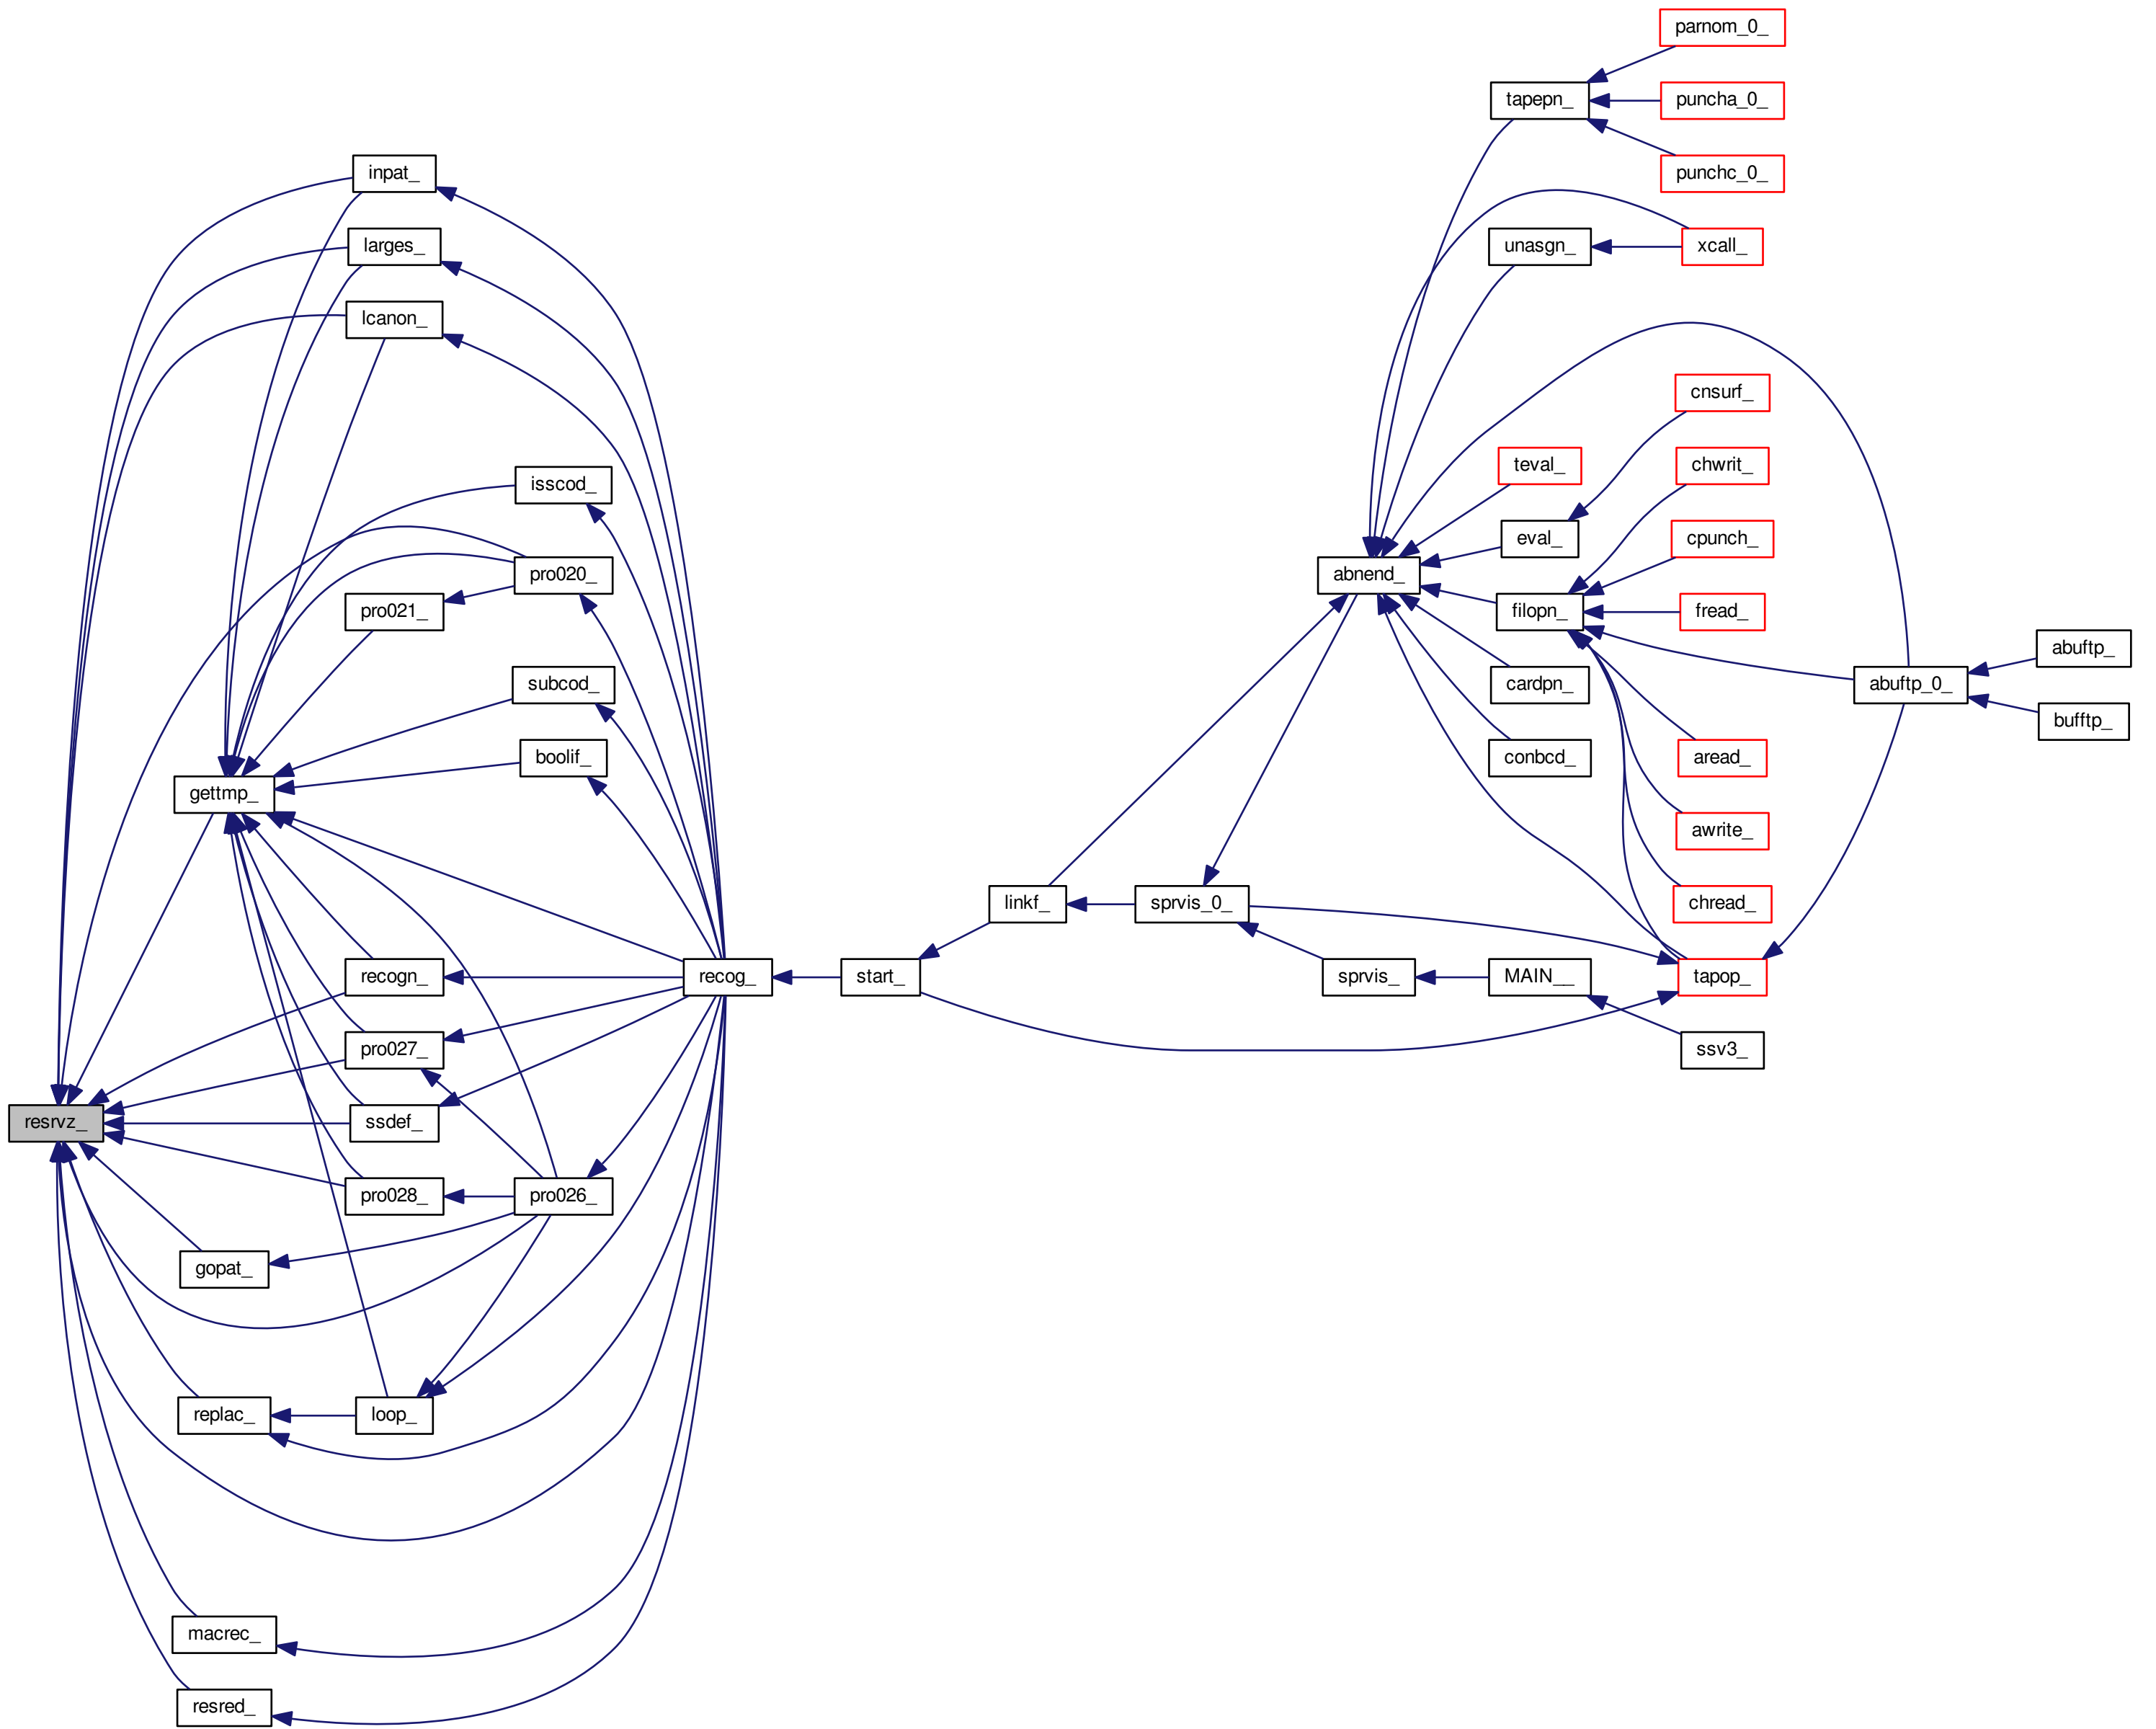 parnom_0_
tapepn_
puncha_0_
punchc_0_
inpat_
larges_
unasgn_
xcall_
lcanon_
cnsurf_
teval_
chwrit_
isscod_
eval_
cpunch_
pro020_
abnend_
filopn_
fread_
pro021_
abuftp_
subcod_
cardpn_
abuftp_0_
bufftp_
boolif_
conbcd_
aread_
gettmp_
awrite_
linkf_
sprvis_0_
chread_
recogn_
recog_
start_
sprvis_
MAIN__
tapop_
pro027_
ssv3_
resrvz_
ssdef_
pro028_
pro026_
gopat_
replac_
loop_
macrec_
resred_